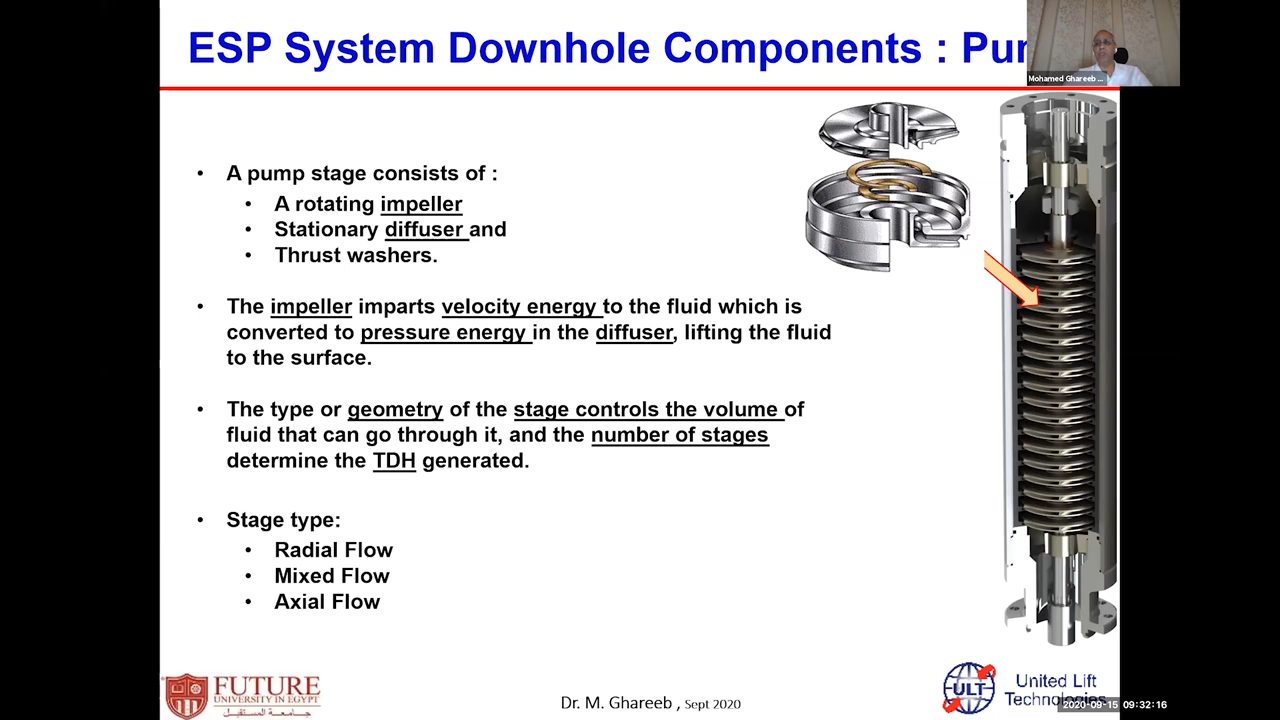 ESP System Downhole Components : Pu
Mohamed Ghareeb ...
• A pump stage consists of :
• A rotating impeller
• Stationary diffuser and
• Thrust washers.
• The impeller imparts velocity energy to the fluid which is
converted to pressure energy in the diffuser, lifting the fluid
to the surface.
• The type or geometry of the stage controls the volume of
fluid that can go through it, and the number of stages
determine the TDH generated.
• Stage type:
• Radial Flow
• Mixed Flow
• Axial Flow
FUTURE
UNIVERSITY IN EGYPT
جامعة المستقبل
Dr. M. Ghareeb , Sept 2020
ULT
United Lift
Technologies
2020-09-15 09:32:16